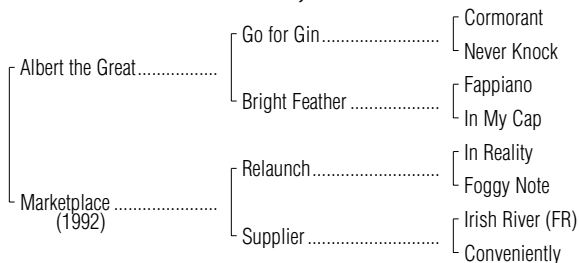 Cormorant
Go for Gin
Never Knock
Albert the Great
Fappiano
Bright Feather
In My Cap
In Reality
Relaunch
Foggy Note
Marketplace
(1992)
Irish River (FR)
Supplier
Conveniently